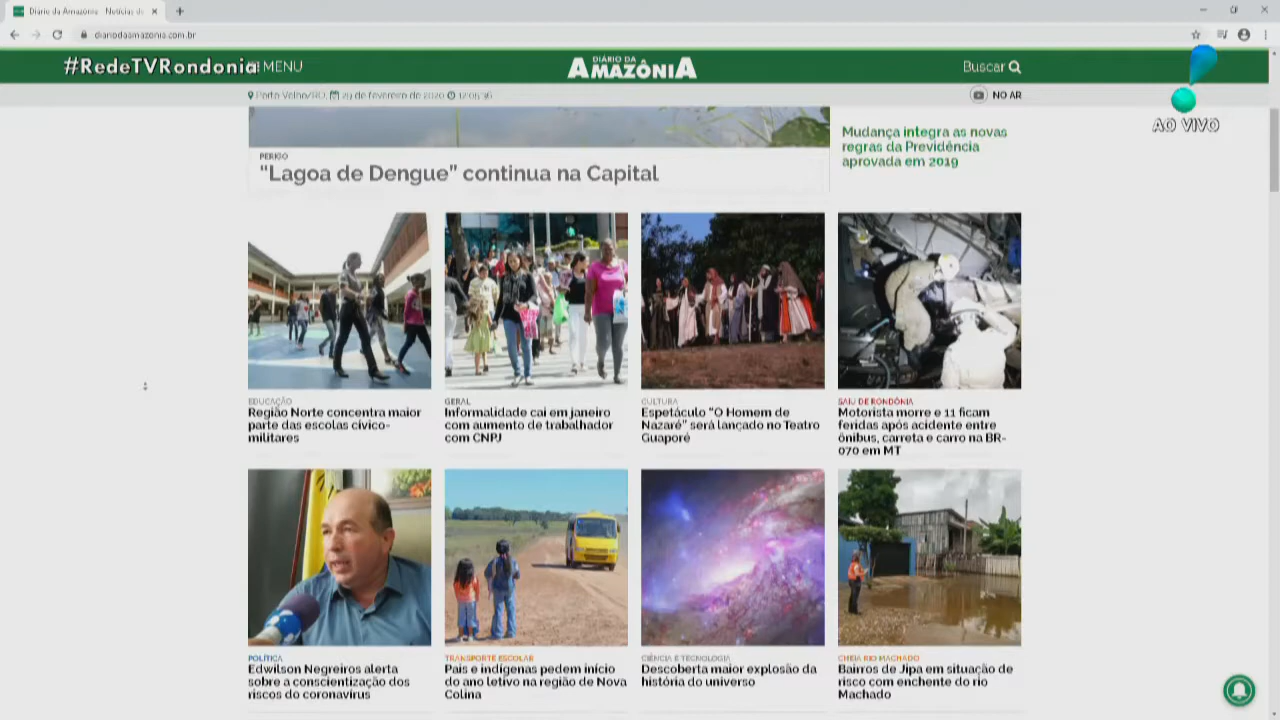 Diário da Amazônia - Notícias de
diariodaamazonia.com.br
#RedeTVRondonia
MENU
DIÁRIO DA
AMAZÔNIA
Buscar
Porto Velho/RO, 29 de fevereiro de 2020
NO AR
AO VIVO
PERIGO
“Lagoa de Dengue” continua na Capital
Mudança integra as novas
regras da Previdência
aprovada em 2019
EDUCAÇÃO
Região Norte concentra maior
parte das escolas cívico-
militares
GERAL
Informalidade cai em janeiro
com aumento de trabalhador
com CNPJ
CULTURA
Espetáculo “O Homem de
Nazaré” será lançado no Teatro
Guaporé
SAIU DE RONDÔNIA
Motorista morre e 11 ficam
feridas após acidente entre
ônibus, carreta e carro na BR-
070 em MT
POLÍTICA
Edwilson Negreiros alerta
sobre a conscientização dos
riscos do coronavírus
TRANSPORTE ESCOLAR
Pais e indígenas pedem início
do ano letivo na região de Nova
Colina
CIÊNCIA E TECNOLOGIA
Descoberta maior explosão da
história do universo
CHEIA RIO MACHADO
Bairros de Jipa em situação de
risco com enchente do rio
Machado